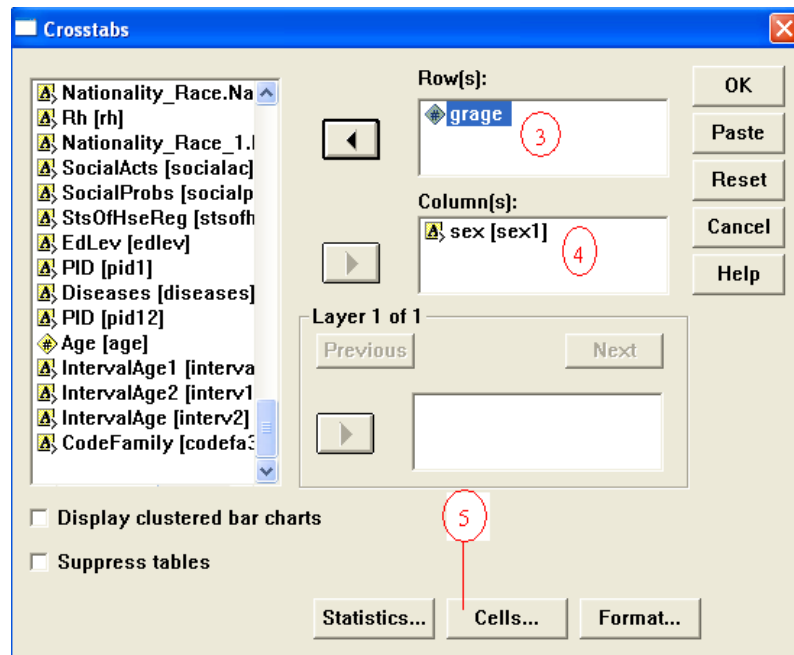 Crosstabs
Nationality_Race.Na
Rh [rh]
Nationality_Race_1.
SocialActs [socialac]
SocialProbs [socialp
StsOfHseReg [stsofh
EdLev [edlev]
PID [pid1]
Diseases [diseases]
PID [pid12]
Age [age]
IntervalAge1 [interva
IntervalAge2 [interv1
IntervalAge [interv2]
CodeFamily [codefa3
Row(s):
grage
3
Column(s):
sex [sex1]
4
Layer 1 of 1
Previous
Next
OK
Paste
Reset
Cancel
Help
Display clustered bar charts
Suppress tables
5
Statistics...
Cells...
Format...